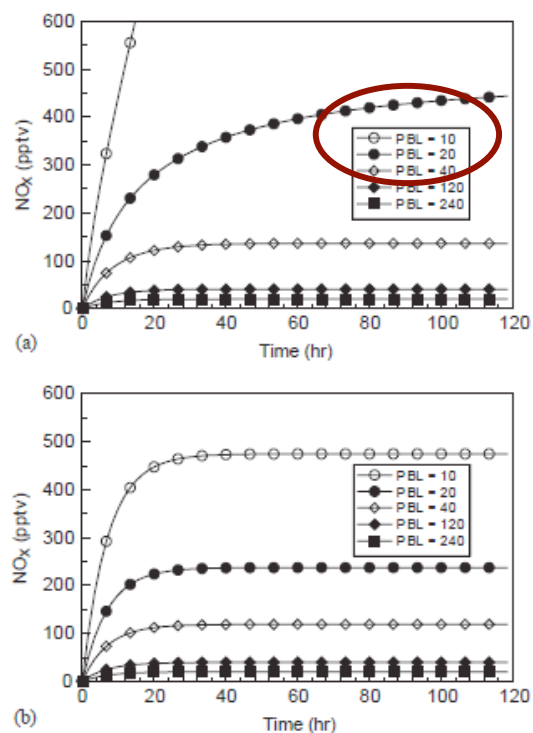 600
500
400
300
200
100
0
NOX (pptv)
PBL = 10
PBL = 20
PBL = 40
PBL = 120
PBL = 240
0 20 40 60 80 100 120
(a)
Time (hr)
600
500
400
300
200
100
0
NOX (pptv)
PBL = 10
PBL = 20
PBL = 40
PBL = 120
PBL = 240
0 20 40 60 80 100 120
(b)
Time (hr)